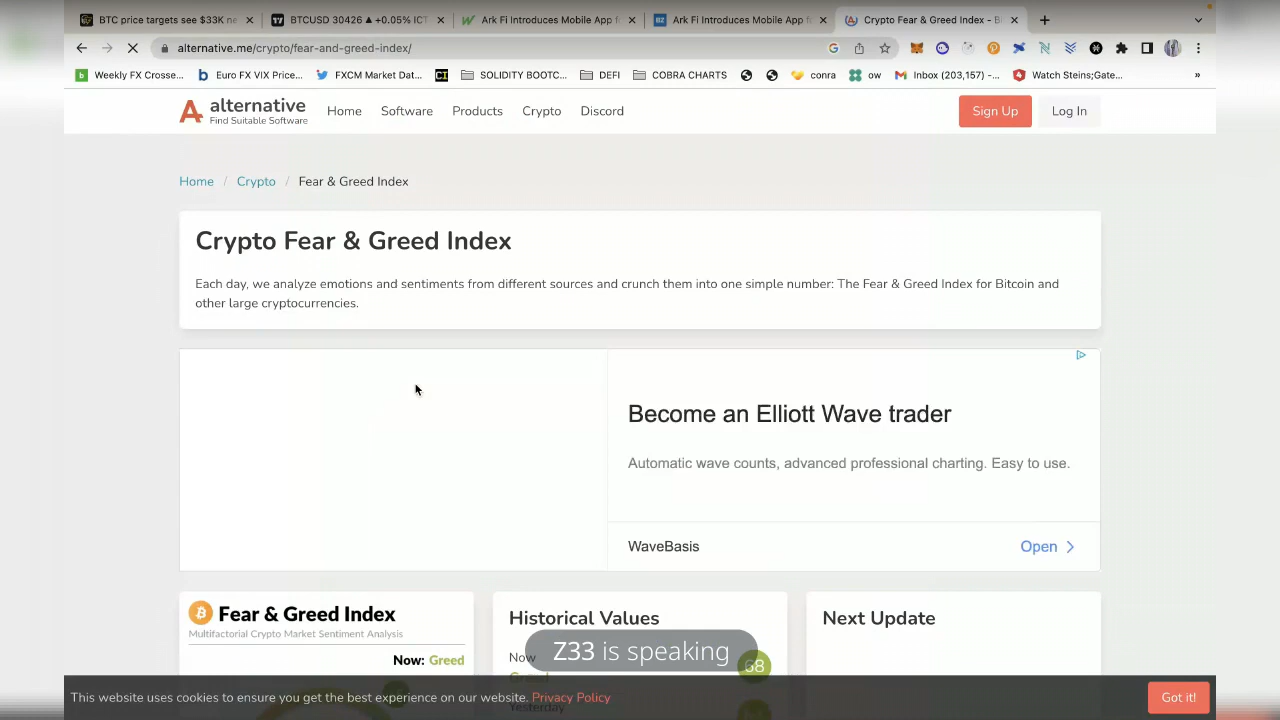 BTC price targets see $33K ne
BTCUSD 30426 ▲ +0.05% ICT
Ark Fi Introduces Mobile App f
Ark Fi Introduces Mobile App f
Crypto Fear & Greed Index - Bi
alternative.me/crypto/fear-and-greed-index/
Weekly FX Crosse...
Euro FX VIX Price...
FXCM Market Dat...
SOLIDITY BOOTC...
DEFI
COBRA CHARTS
conra
ow
Inbox (203,157) -...
Watch Steins;Gate...
»
alternative
Find Suitable Software
Home
Software
Products
Crypto
Discord
Sign Up
Log In
Home / Crypto / Fear & Greed Index
Crypto Fear & Greed Index
Each day, we analyze emotions and sentiments from different sources and crunch them into one simple number: The Fear & Greed Index for Bitcoin and
other large cryptocurrencies.
Become an Elliott Wave trader
Automatic wave counts, advanced professional charting. Easy to use.
WaveBasis
Open
Fear & Greed Index
Multifactorial Crypto Market Sentiment Analysis
Now: Greed
Historical Values
Now
68
Yesterday
Next Update
Z33 is speaking
This website uses cookies to ensure you get the best experience on our website. Privacy Policy
Got it!